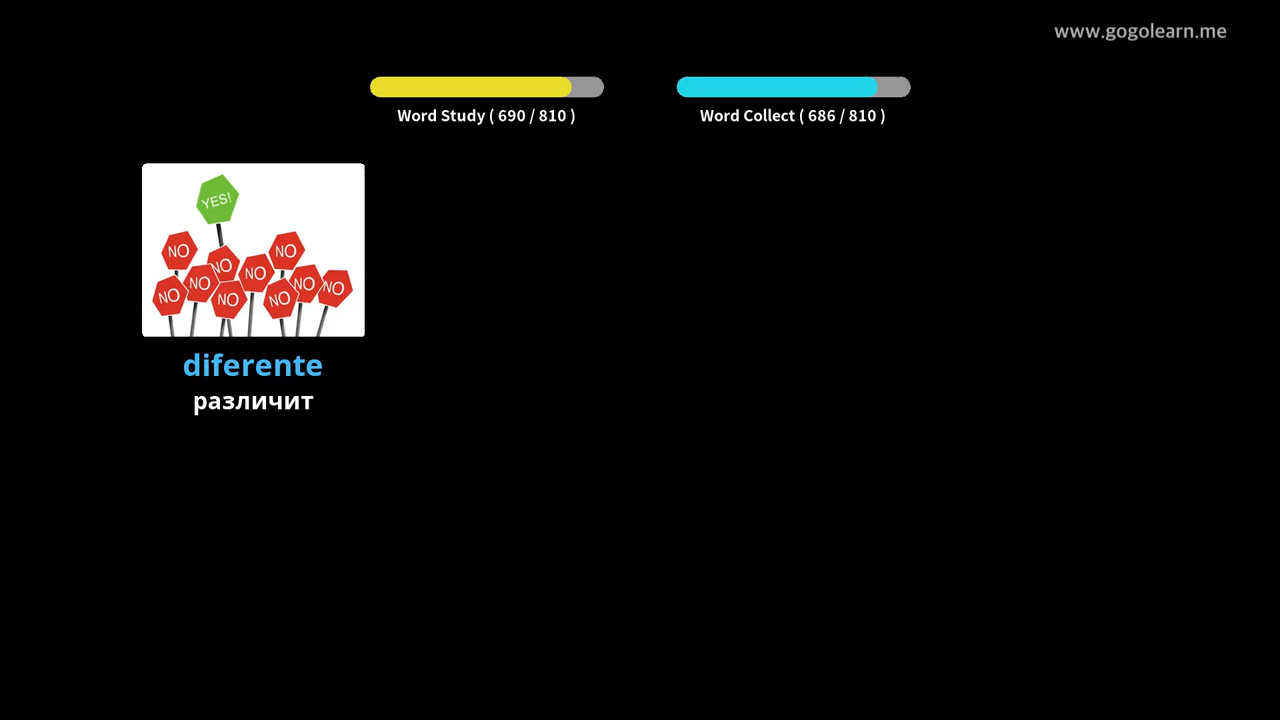 www.gogolearn.me
Word Study ( 690 / 810 )
Word Collect ( 686 / 810 )
YES!
NO
NO
NO
NO
NO
NO
NO
NO
NO
NO
diferente
различит